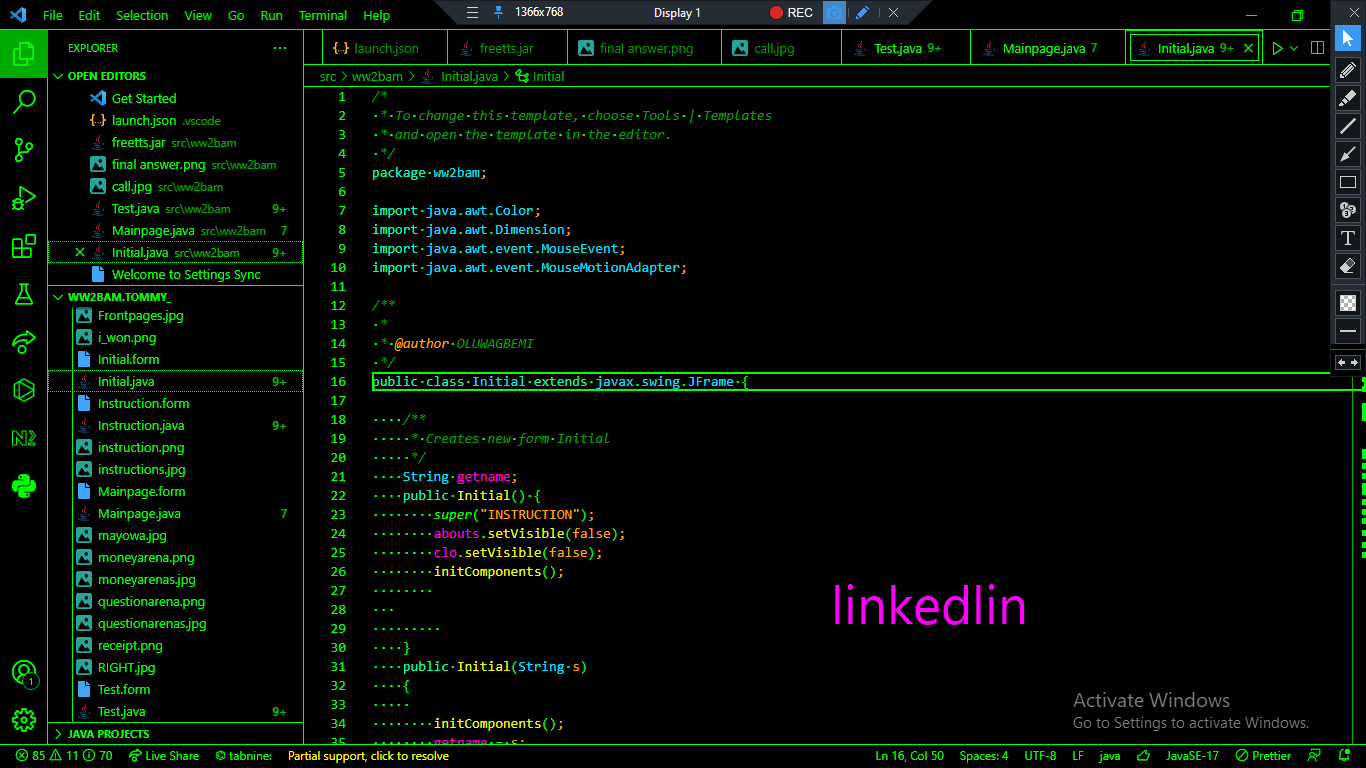 File Edit Selection View Go Run Terminal Help
1366x768 Display 1 REC
EXPLORER
OPEN EDITORS
Get Started
launch.json .vscode
freetts.jar src\ww2bam
final answer.png src\ww2bam
call.jpg src\ww2bam
Test.java src\ww2bam 9+
Mainpage.java src\ww2bam 7
Initial.java src\ww2bam 9+
Welcome to Settings Sync
WW2BAM.TOMMY_
Frontpages.jpg
i_won.png
Initial.form
Initial.java 9+
Instruction.form
Instruction.java 9+
instruction.png
instructions.jpg
Mainpage.form
Mainpage.java 7
mayowa.jpg
moneyarena.png
moneyarenas.jpg
questionarena.png
questionarenas.jpg
receipt.png
RIGHT.jpg
Test.form
Test.java 9+
JAVA PROJECTS
launch.json freetts.jar final answer.png call.jpg Test.java 9+ Mainpage.java 7 Initial.java 9+
src > ww2bam > Initial.java > Initial
1 /*
2 * To change this template, choose Tools | Templates
3 * and open the template in the editor.
4 */
5 package ww2bam;
6
7 import java.awt.Color;
8 import java.awt.Dimension;
9 import java.awt.event.MouseEvent;
10 import java.awt.event.MouseMotionAdapter;
11
12 /**
13 *
14 * @author OLUWAGBEMI
15 */
16 public class Initial extends javax.swing.JFrame {
17
18 /**
19 * Creates new form Initial
20 */
21 String getname;
22 public Initial() {
23 super("INSTRUCTION");
24 abouts.setVisible(false);
25 clo.setVisible(false);
26 initComponents();
27
28
29
30 }
31 public Initial(String s)
32 {
33
34 initComponents();
35 getname = s;
linkedlin
Activate Windows
Go to Settings to activate Windows.
1
85 11 70 Live Share tabnine: Partial support, click to resolve Ln 16, Col 50 Spaces: 4 UTF-8 LF java JavaSE-17 Prettier